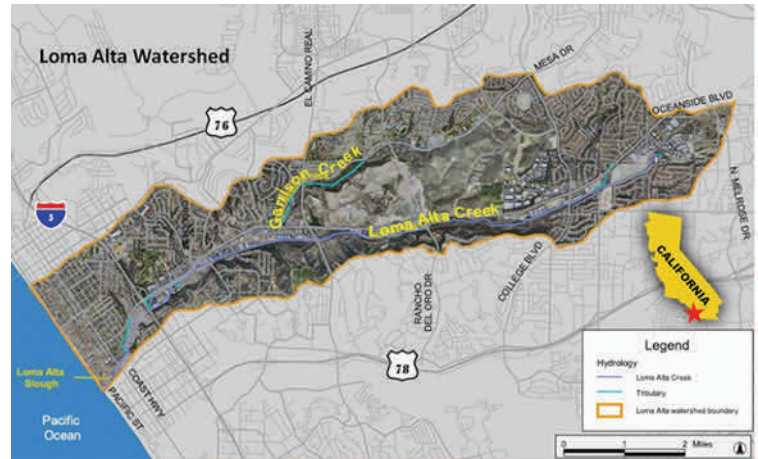 Loma Alta Watershed
EL CAMINO REAL
MESA DR
OCEANSIDE BLVD
76
Garrison Creek
5
Loma Alta Creek
N. MELROSE DR
CALIFORNIA
COLLEGE BLVD
RANCHO
DEL ORO DR
78
Loma Alta
Slough
COAST HWY
PACIFIC ST
Pacific
Ocean
Legend
Hydrology
Loma Alta Creek
Tributary
Loma Alta watershed boundary
0 1 2 Miles